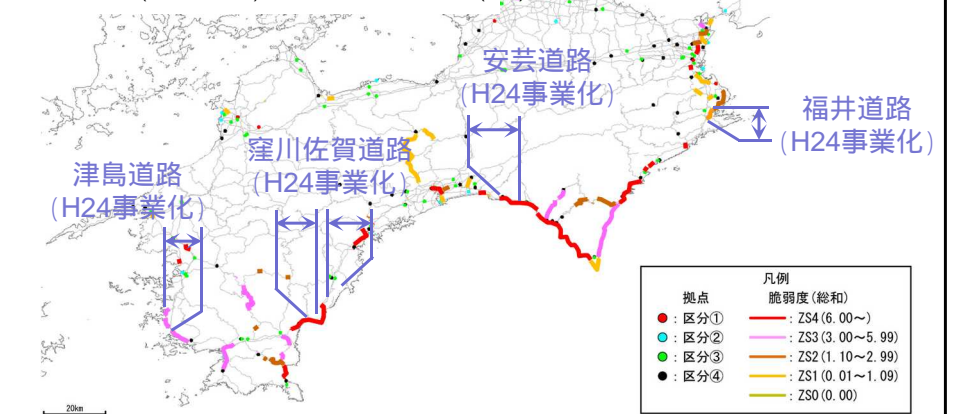 安芸道路
(H24事業化)
福井道路
(H24事業化)
窪川佐賀道路
(H24事業化)
津島道路
(H24事業化)
凡例
拠点 脆弱度(総和)
：区分① ：ZS4(6.00～)
：区分② ：ZS3(3.00～5.99)
：区分③ ：ZS2(1.10～2.99)
：区分④ ：ZS1(0.01～1.09)
：ZS0(0.00)
20km